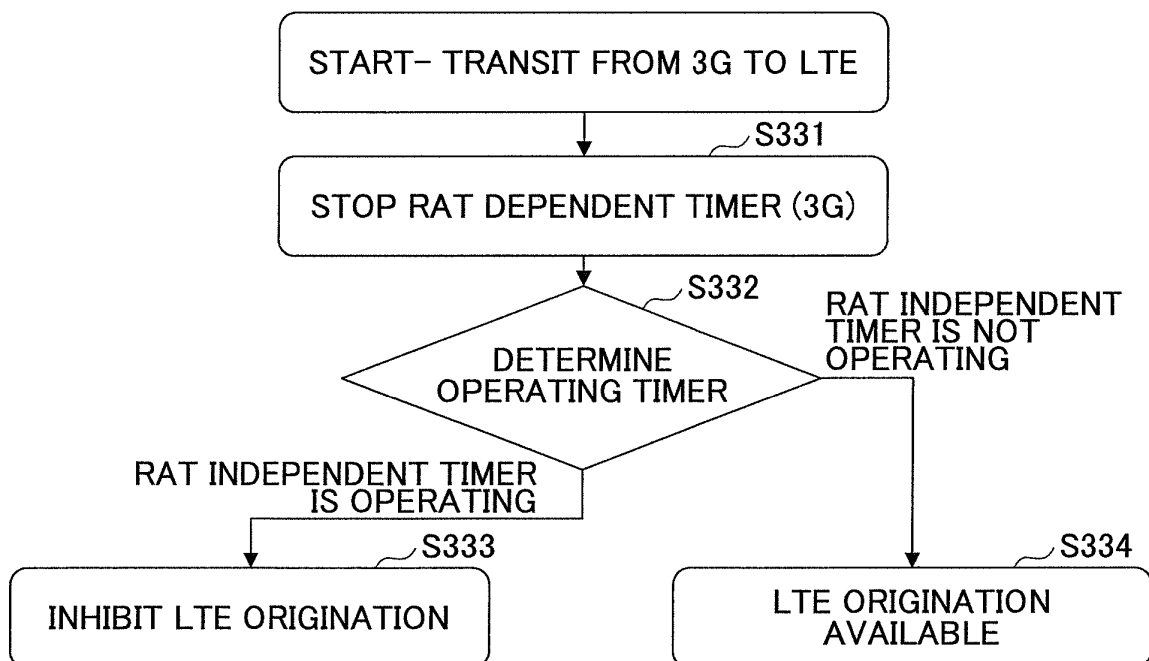 START- TRANSIT FROM 3G TO LTE
S331
STOP RAT DEPENDENT TIMER (3G)
S332
DETERMINE
OPERATING TIMER
RAT INDEPENDENT
TIMER IS NOT
OPERATING
RAT INDEPENDENT TIMER
IS OPERATING
S333
INHIBIT LTE ORIGINATION
S334
LTE ORIGINATION
AVAILABLE